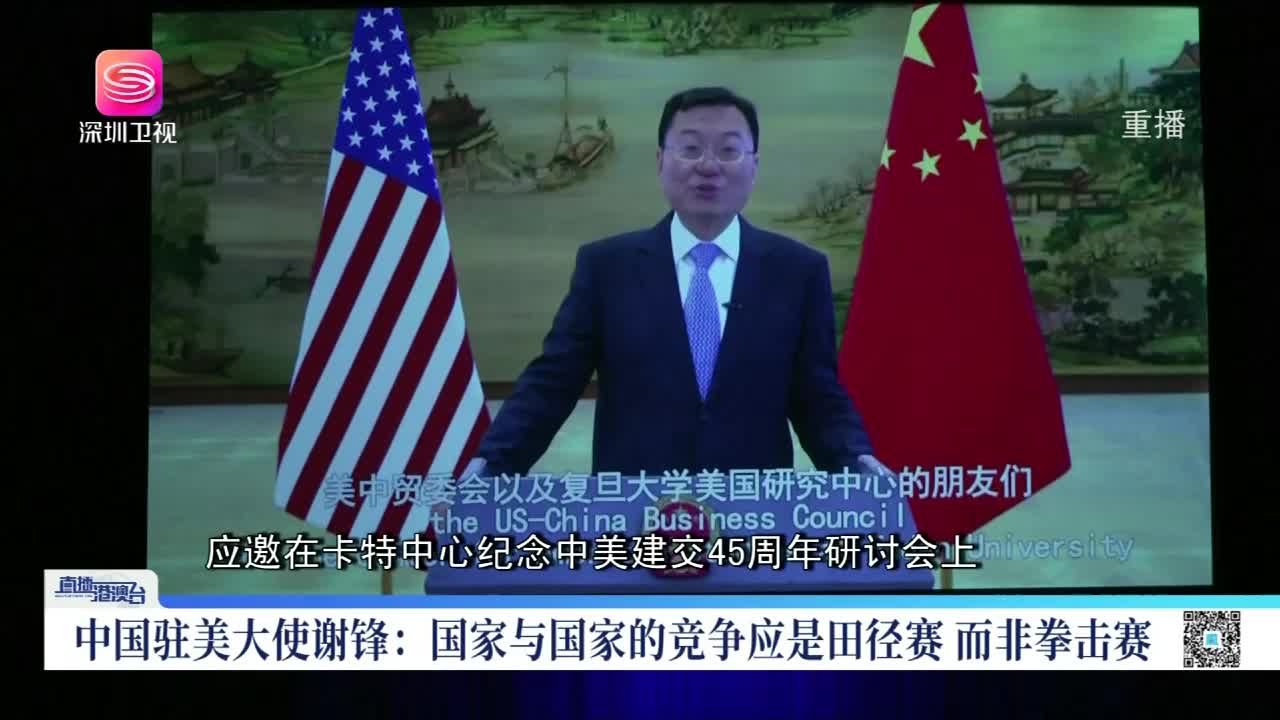 深圳卫视
重播
美中贸委会以及复旦大学美国研究中心的朋友们
the US-China Business Council
University
应邀在卡特中心纪念中美建交45周年研讨会上
直播港澳台
中国驻美大使谢锋：国家与国家的竞争应是田径赛 而非拳击赛